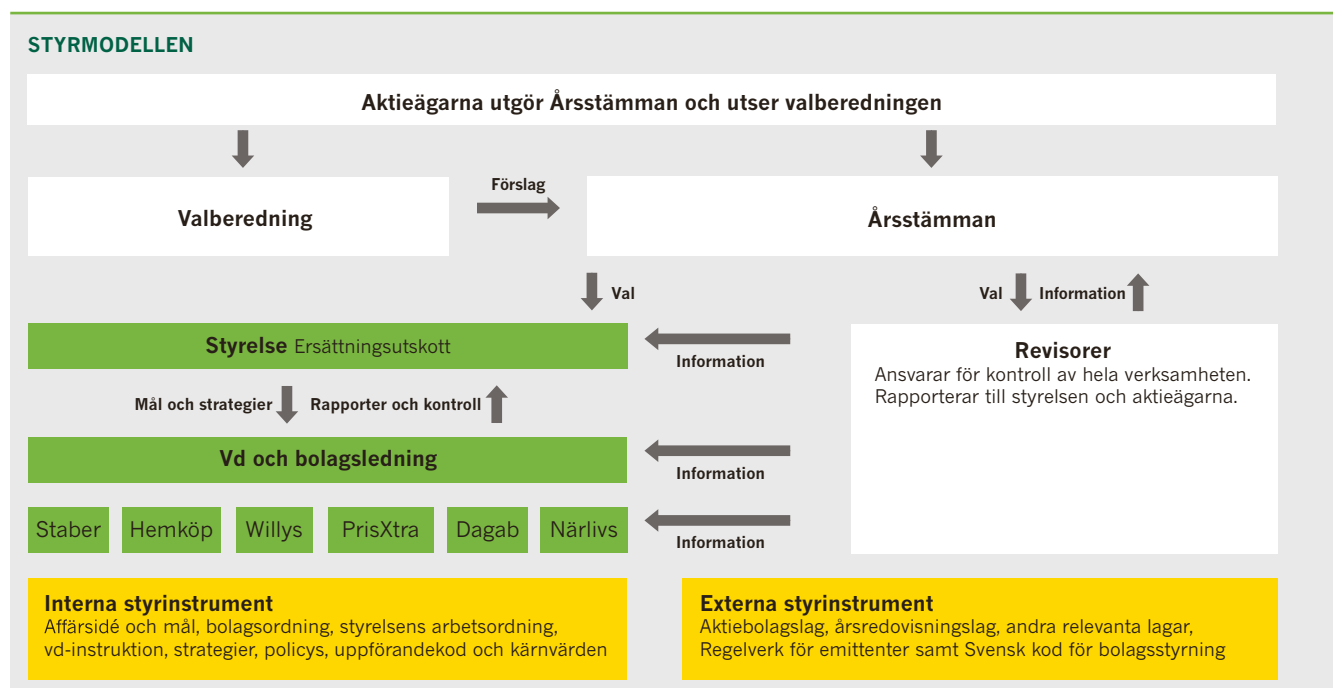 STYRMODELLEN
Aktieägarna utgör Årsstämman och utser valberedningen
Valberedning
Förslag
Årsstämman
Val
Val
Information
Styrelse Ersättningsutskott
Information
Revisorer
Ansvarar för kontroll av hela verksamheten.
Rapporterar till styrelsen och aktieägarna.
Mål och strategier
Rapporter och kontroll
Vd och bolagsledning
Information
Staber
Hemköp
Willys
PrisXtra
Dagab
Närlivs
Information
Interna styrinstrument
Affärsidé och mål, bolagsordning, styrelsens arbetsordning,
vd-instruktion, strategier, policys, uppförandekod och kärnvärden
Externa styrinstrument
Aktiebolagslag, årsredovisningslag, andra relevanta lagar,
Regelverk för emittenter samt Svensk kod för bolagsstyrning